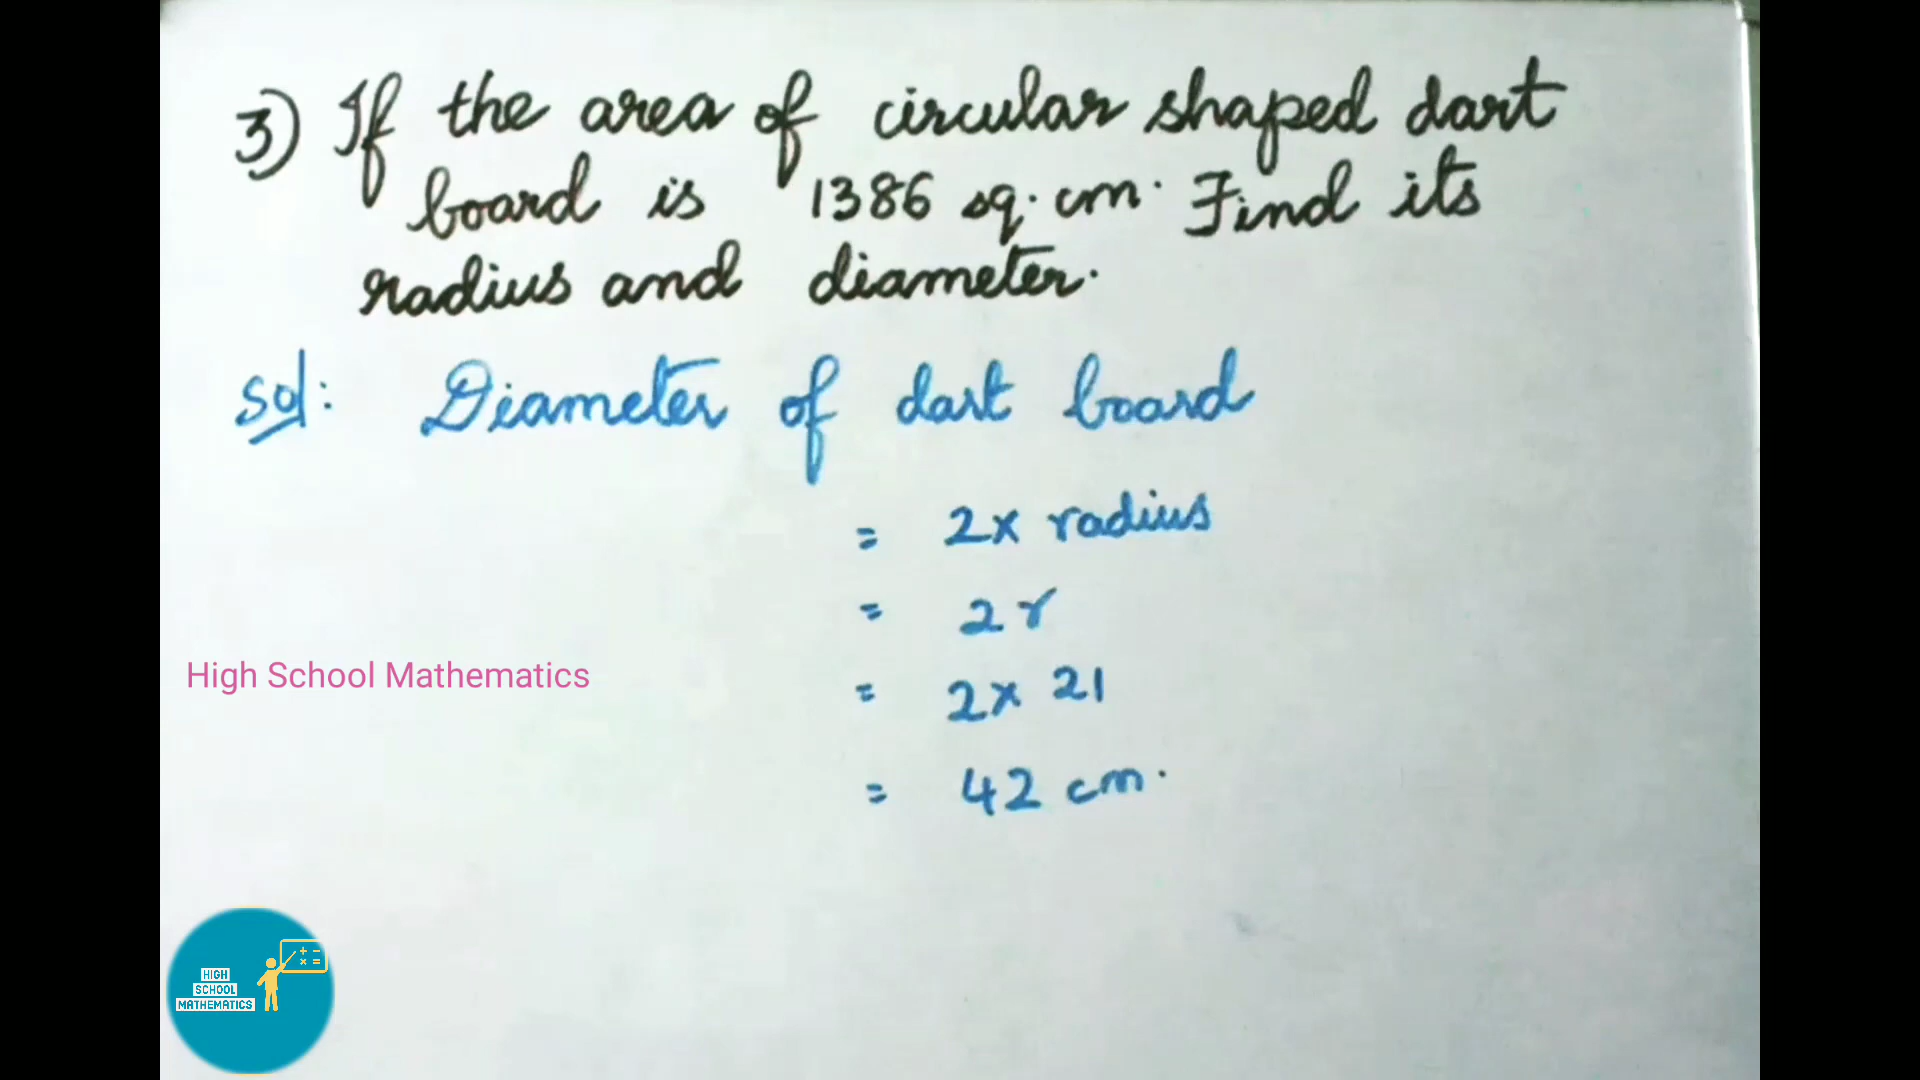 3) If the area of circular shaped dart
board is 1386 sq.cm. Find its
radius and diameter.
Sol: Diameter of dart board
= 2x radius
= 2r
= 2x 21
High School Mathematics
= 42 cm.
HIGH
SCHOOL
MATHEMATICS
+ -
× =